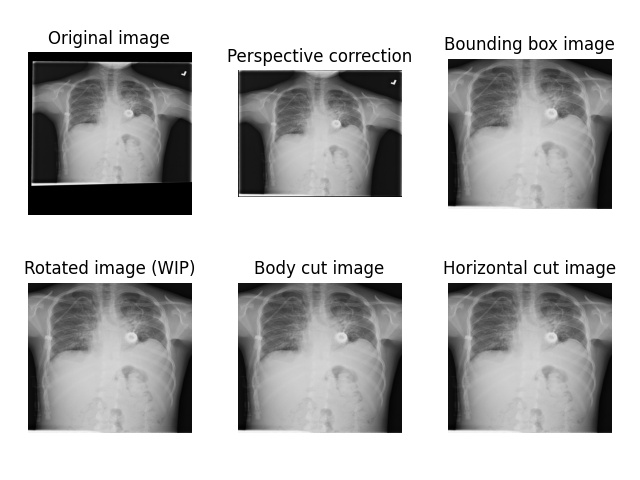 Original image
Perspective correction
Bounding box image
Rotated image (WIP)
Body cut image
Horizontal cut image